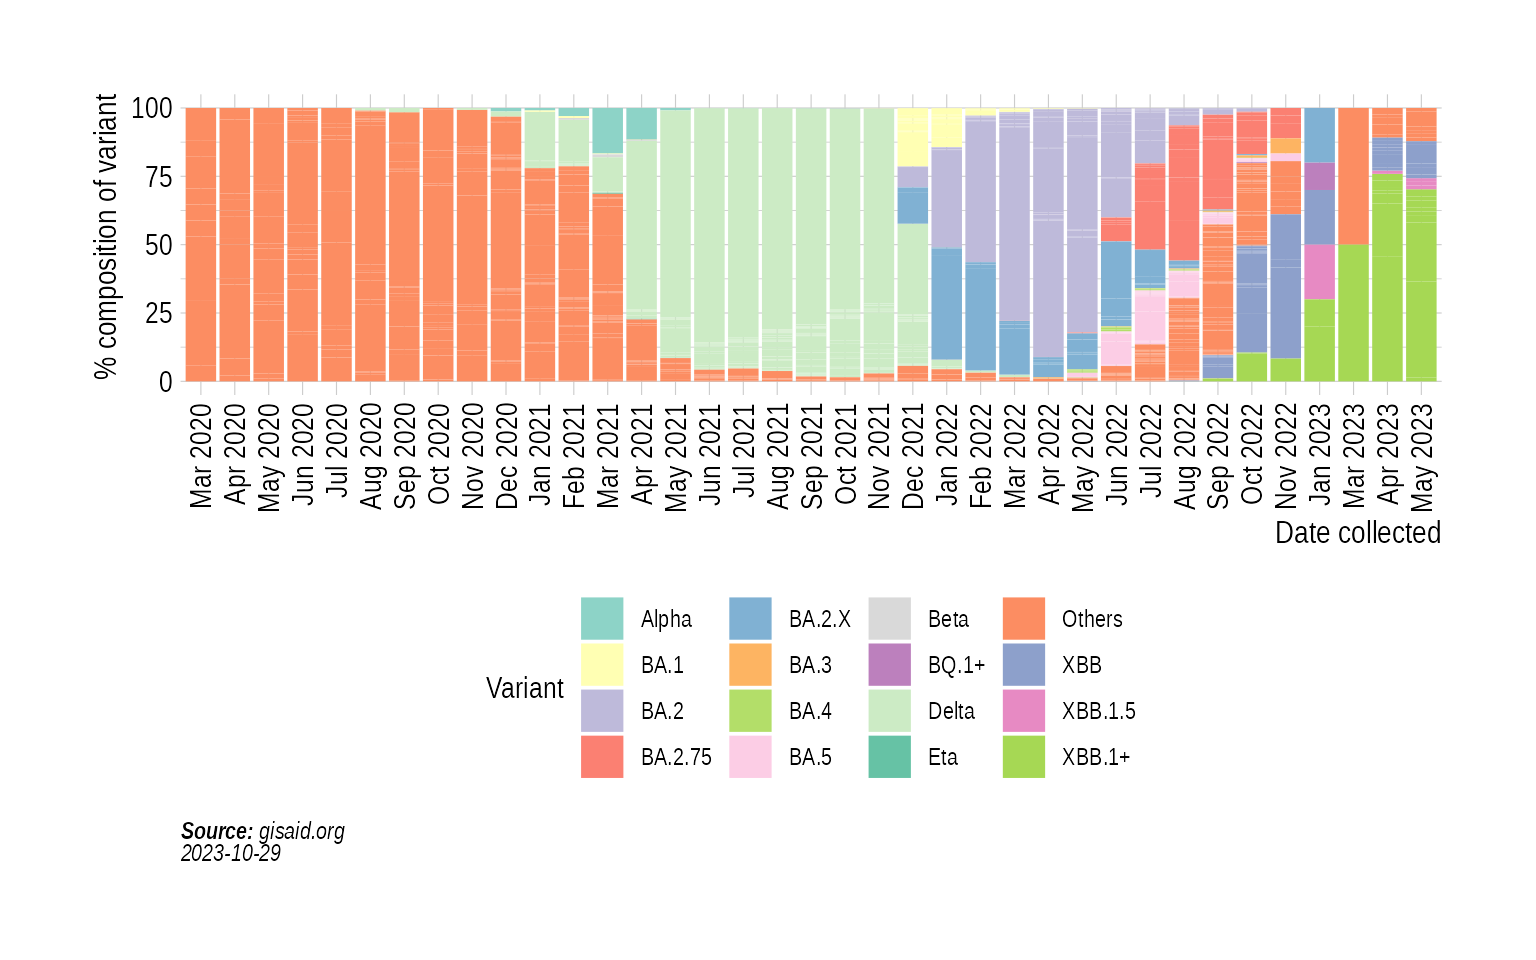 % composition of variant
100
75
50
25
0
Mar 2020
Apr 2020
May 2020
Jun 2020
Jul 2020
Aug 2020
Sep 2020
Oct 2020
Nov 2020
Dec 2020
Jan 2021
Feb 2021
Mar 2021
Apr 2021
May 2021
Jun 2021
Jul 2021
Aug 2021
Sep 2021
Oct 2021
Nov 2021
Dec 2021
Jan 2022
Feb 2022
Mar 2022
Apr 2022
May 2022
Jun 2022
Jul 2022
Aug 2022
Sep 2022
Oct 2022
Nov 2022
Jan 2023
Mar 2023
Apr 2023
May 2023
Date collected
Variant
Alpha
BA.1
BA.2
BA.2.75
BA.2.X
BA.3
BA.4
BA.5
Beta
BQ.1+
Delta
Eta
Others
XBB
XBB.1.5
XBB.1+
Source: gisaid.org
2023-10-29